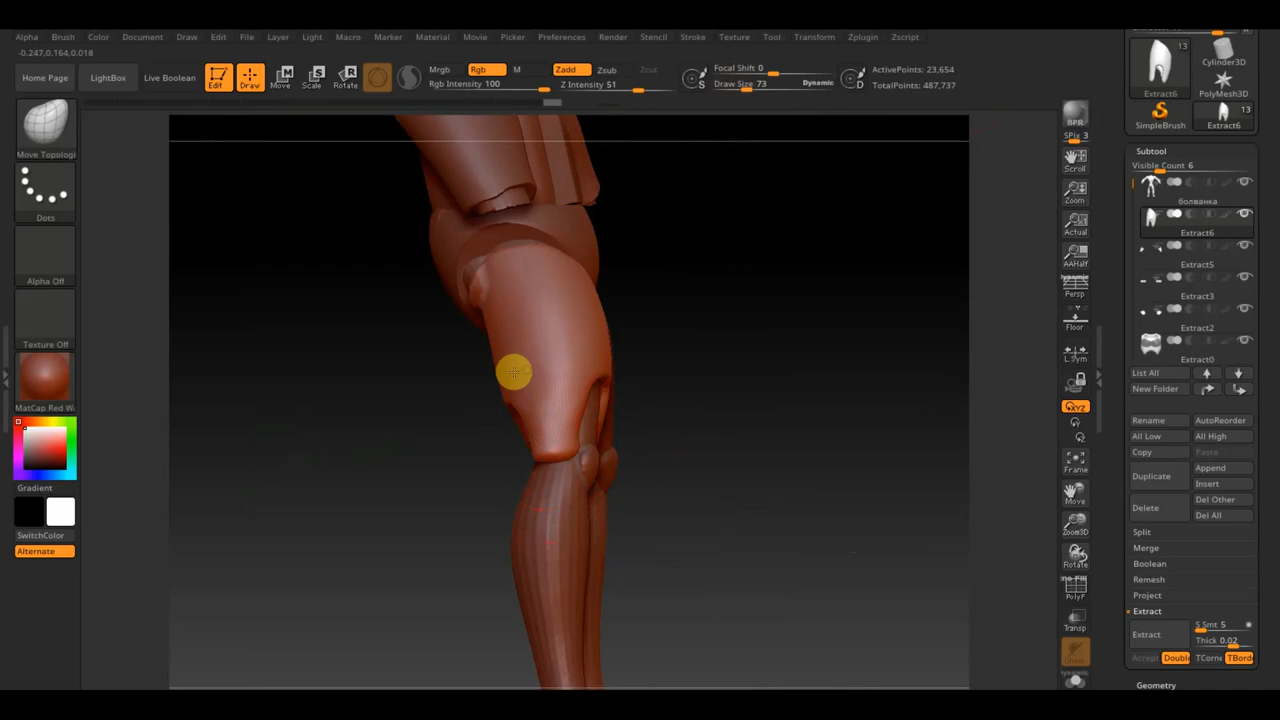 Alpha Brush Color Document Draw Edit File Layer Light Macro Marker Material Movie Picker Preferences Render Stencil Stroke Texture Tool Transform Zplugin Zscript
-0.247,0.164,0.018
Home Page LightBox Live Boolean Edit Draw Move Scale Rotate
Mrgb Rgb M Zadd Zsub Zcut
Rgb Intensity 100 Z Intensity 51
Focal Shift 0
Draw Size 73 Dynamic
ActivePoints: 23,654
TotalPoints: 487,737
Move Topologi
Dots
Alpha Off
Texture Off
MatCap Red Wa
Gradient
SwitchColor
Alternate
BPR
SPix 3
Scroll
Zoom
Actual
AAHalf
Persp
Floor
L.Sym
XYZ
Frame
Move
Zoom3D
Rotate
PolyF
Transp
13
Extract6
Cylinder3D
PolyMesh3D
SimpleBrush
13
Extract6
Subtool
Visible Count 6
болванка
Extract6
Extract5
Extract3
Extract2
Extract0
List All
New Folder
Rename AutoReorder
All Low All High
Copy Paste
Duplicate Append
Insert
Delete Del Other
Del All
Split
Merge
Boolean
Remesh
Project
Extract
Extract S Smt 5
Thick 0.02
Accept Double TCorne TBorde
Geometry